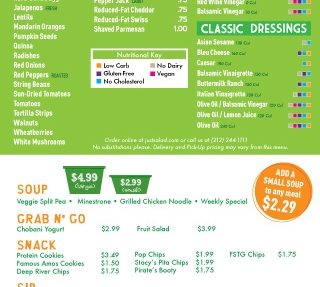 Jalapenos FRESH
Lentils
Mandarin Oranges
Pumpkin Seeds
Quinoa
Radishes
Red Onions
Red Peppers ROASTED
String Beans
Sun-Dried Tomatoes
Tomatoes
Tortilla Strips
Walnuts
Wheatberries
White Mushrooms
Reduced-Fat Cheddar .75
Reduced-Fat Swiss .75
Shaved Parmesan 1.00
Nutritional Key
Low Carb
No Dairy
Gluten-Free
Vegan
No Cholesterol
Red Wine Vinegar
Balsamic Vinegar
CLASSIC DRESSINGS
Asian Sesame
Bleu Cheese
Caesar
Balsamic Vinaigrette
Buttermilk Ranch
Italian Vinaigrette
Olive Oil / Balsamic Vinegar
Olive Oil / Lemon Juice
Olive Oil
Order online at justsalad.com or call at (212) 244-1111
No substitutions please. Delivery and Pick-Up pricing may vary from this menu.
SOUP
$4.99
(large)
$2.99
(small)
Veggie Split Pea • Minestrone • Grilled Chicken Noodle • Weekly Special
ADD A
SMALL SOUP
to any meal
$2.29
GRAB N' GO
Chobani Yogurt $2.99 Fruit Salad $3.99
SNACK
Protein Cookies $3.49 Pop Chips $1.99 FSTG Chips $1.75
Famous Amos Cookies $1.50 Stacy's Pita Chips $1.99
Deep River Chips $1.75 Pirate's Booty $1.75